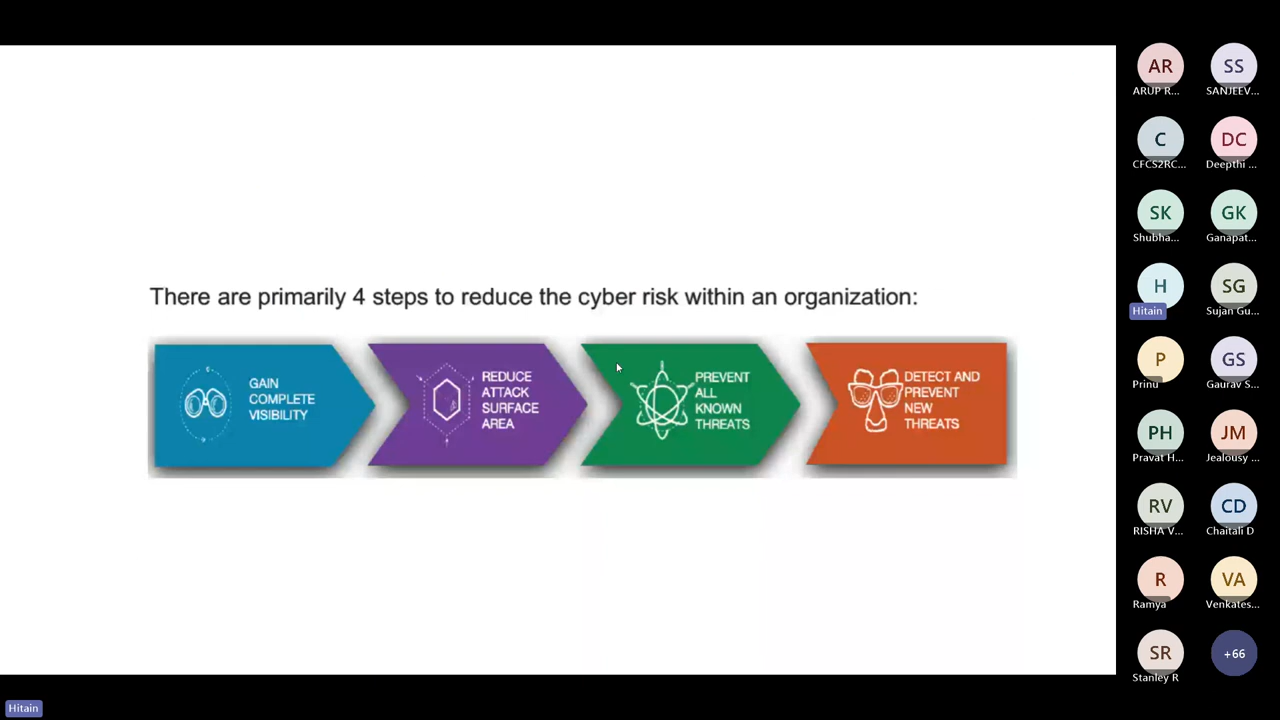 There are primarily 4 steps to reduce the cyber risk within an organization:
GAIN
COMPLETE
VISIBILITY
REDUCE
ATTACK
SURFACE
AREA
PREVENT
ALL
KNOWN
THREATS
DETECT AND
PREVENT
NEW
THREATS
AR
ARUP R...
SS
SANJEEV...
C
CFCS2RC...
DC
Deepthi ...
SK
Shubha...
GK
Ganapat...
H
Hitain
SG
Sujan Gu...
P
Prinu
GS
Gaurav S...
PH
Pravat H...
JM
Jealousy ...
RV
RISHA V...
CD
Chaitali D
R
Ramya
VA
Venkates...
SR
Stanley R
+66
Hitain